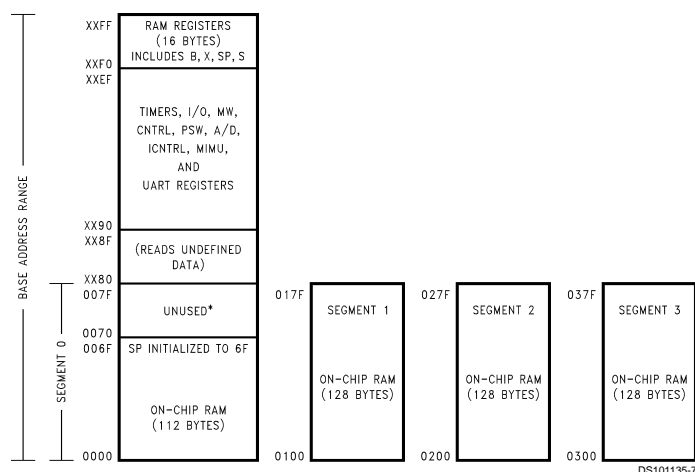 XXFF
RAM REGISTERS
(16 BYTES)
INCLUDES B, X, SP, S
XXF0
XXEF
TIMERS, I/O, MW,
CNTRL, PSW, A/D,
ICNTRL, MIMU,
AND
UART REGISTERS
XX90
XX8F
(READS UNDEFINED
DATA)
XX80
007F
UNUSED*
0070
006F
SP INITIALIZED TO 6F
ON-CHIP RAM
(112 BYTES)
0000
BASE ADDRESS RANGE
SEGMENT 0
017F
SEGMENT 1
ON-CHIP RAM
(128 BYTES)
0100
027F
SEGMENT 2
ON-CHIP RAM
(128 BYTES)
0200
037F
SEGMENT 3
ON-CHIP RAM
(128 BYTES)
0300
DS101135-7